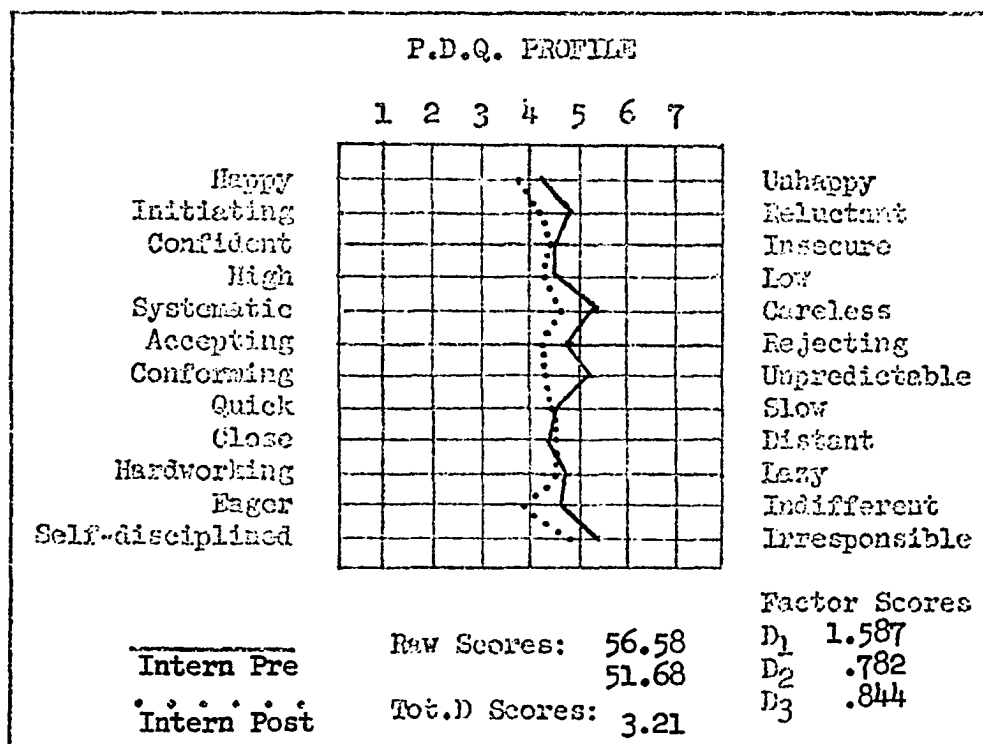 P.D.Q. PROFILE
1 2 3 4 5 6 7
Happy Unhappy
Initiating Reluctant
Confident Insecure
High Low
Systematic Careless
Accepting Rejecting
Conforming Unpredictable
Quick Slow
Close Distant
Hardworking Lazy
Eager Indifferent
Self-disciplined Irresponsible
Factor Scores
Intern Pre Raw Scores: 56.58 D1 1.587
51.68 D2 .782
Intern Post Tot.D Scores: 3.21 D3 .844